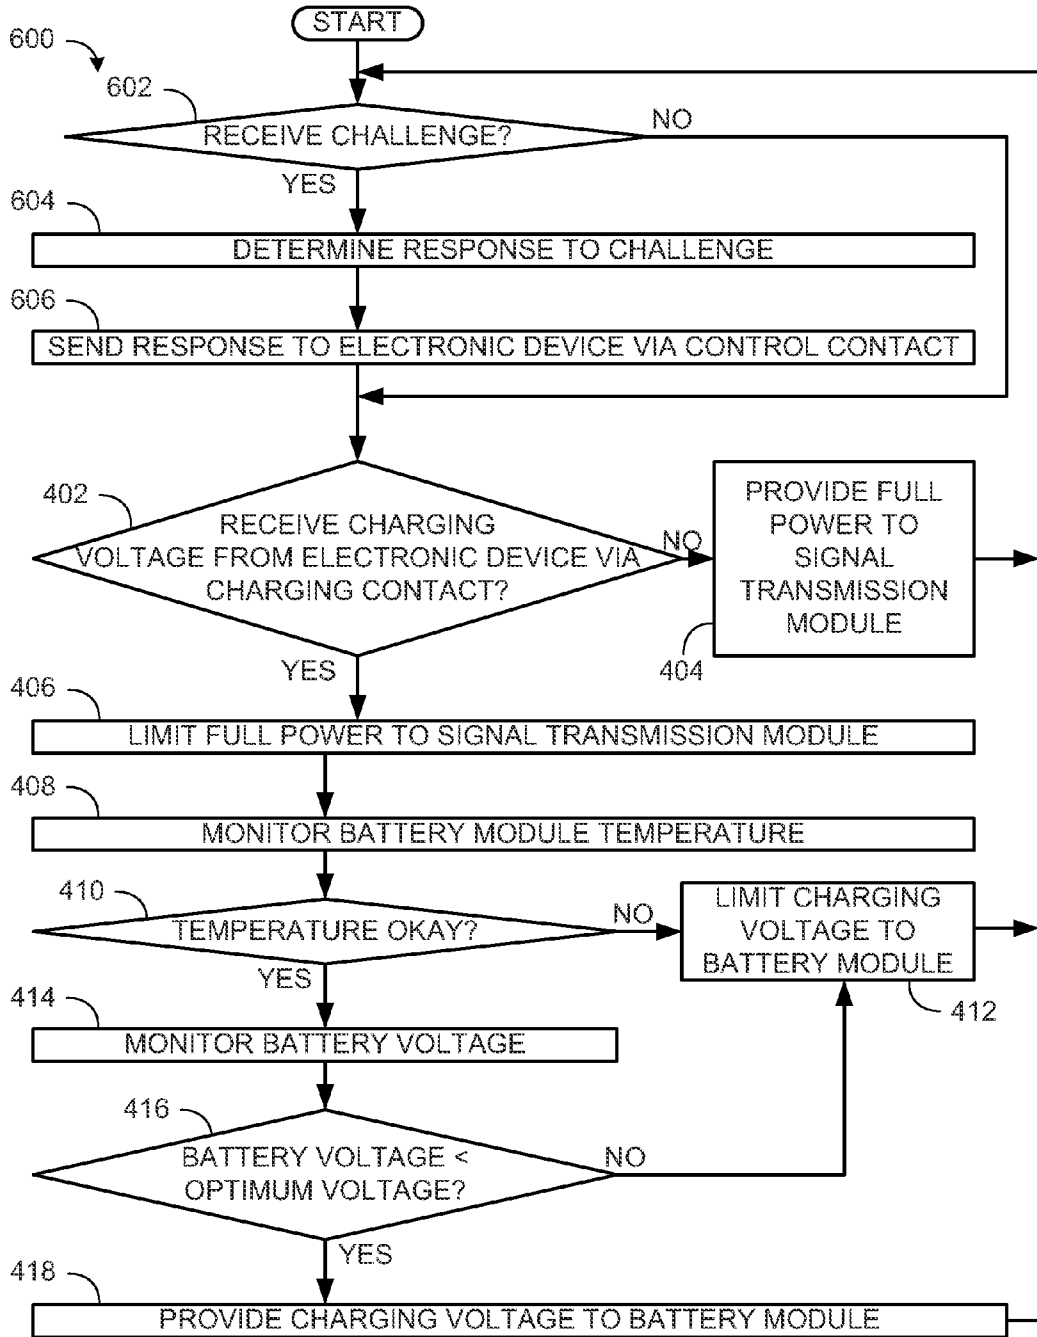 START
600
602
RECEIVE CHALLENGE?
NO
YES
604
DETERMINE RESPONSE TO CHALLENGE
606
SEND RESPONSE TO ELECTRONIC DEVICE VIA CONTROL CONTACT
402
RECEIVE CHARGING
VOLTAGE FROM ELECTRONIC DEVICE VIA
CHARGING CONTACT?
NO
PROVIDE FULL
POWER TO
SIGNAL
TRANSMISSION
MODULE
404
YES
406
LIMIT FULL POWER TO SIGNAL TRANSMISSION MODULE
408
MONITOR BATTERY MODULE TEMPERATURE
410
TEMPERATURE OKAY?
NO
LIMIT CHARGING
VOLTAGE TO
BATTERY MODULE
412
YES
414
MONITOR BATTERY VOLTAGE
416
BATTERY VOLTAGE <
OPTIMUM VOLTAGE?
NO
YES
418
PROVIDE CHARGING VOLTAGE TO BATTERY MODULE